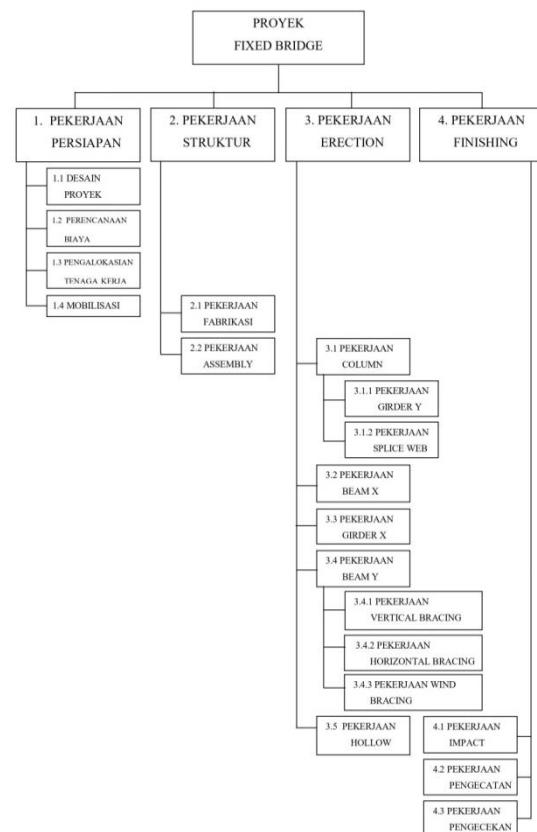 PROYEK
FIXED BRIDGE
1. PEKERJAAN
PERSIAPAN
2. PEKERJAAN
STRUKTUR
3. PEKERJAAN
ERECTION
4. PEKERJAAN
FINISHING
1.1 DESAIN
PROYEK
1.2 PERENCANAAN
BIAYA
1.3 PENGALOKASIAN
TENAGA KERJA
1.4 MOBILISASI
2.1 PEKERJAAN
FABRIKASI
2.2 PEKERJAAN
ASSEMBLY
3.1 PEKERJAAN
COLUMN
3.1.1 PEKERJAAN
GIRDER Y
3.1.2 PEKERJAAN
SPLICE WEB
3.2 PEKERJAAN
BEAM X
3.3 PEKERJAAN
GIRDER X
3.4 PEKERJAAN
BEAM Y
3.4.1 PEKERJAAN
VERTICAL BRACING
3.4.2 PEKERJAAN
HORIZONTAL BRACING
3.4.3 PEKERJAAN WIND
BRACING
3.5 PEKERJAAN
HOLLOW
4.1 PEKERJAAN
IMPACT
4.2 PEKERJAAN
PENGECATAN
4.3 PEKERJAAN
PENGECEKAN